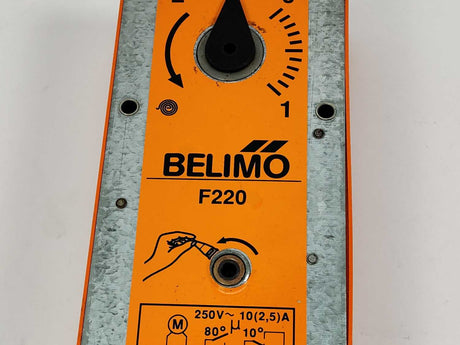 1
BELIMO
F220
250V~ 10(2,5)A
M
80° µ 10°